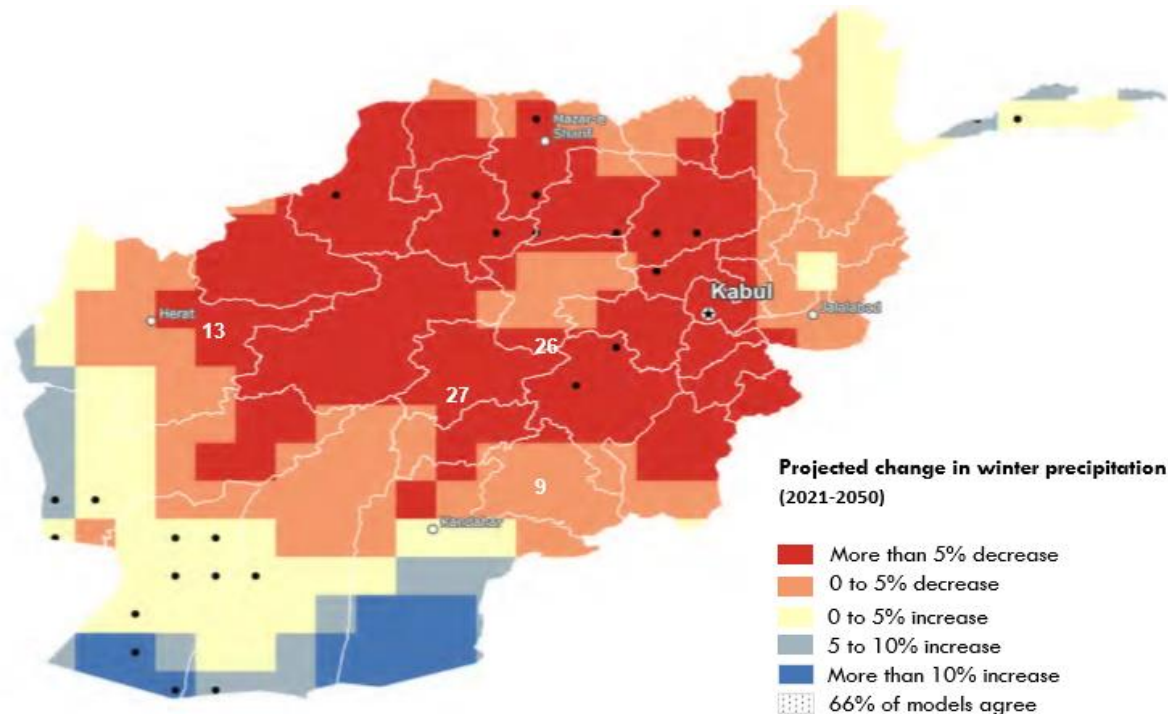 Mazar-e
Sharif
Kabul
Jalalabad
Herat
13
26
27
9
Kandahar
Projected change in winter precipitation
(2021-2050)
More than 5% decrease
0 to 5% decrease
0 to 5% increase
5 to 10% increase
More than 10% increase
66% of models agree